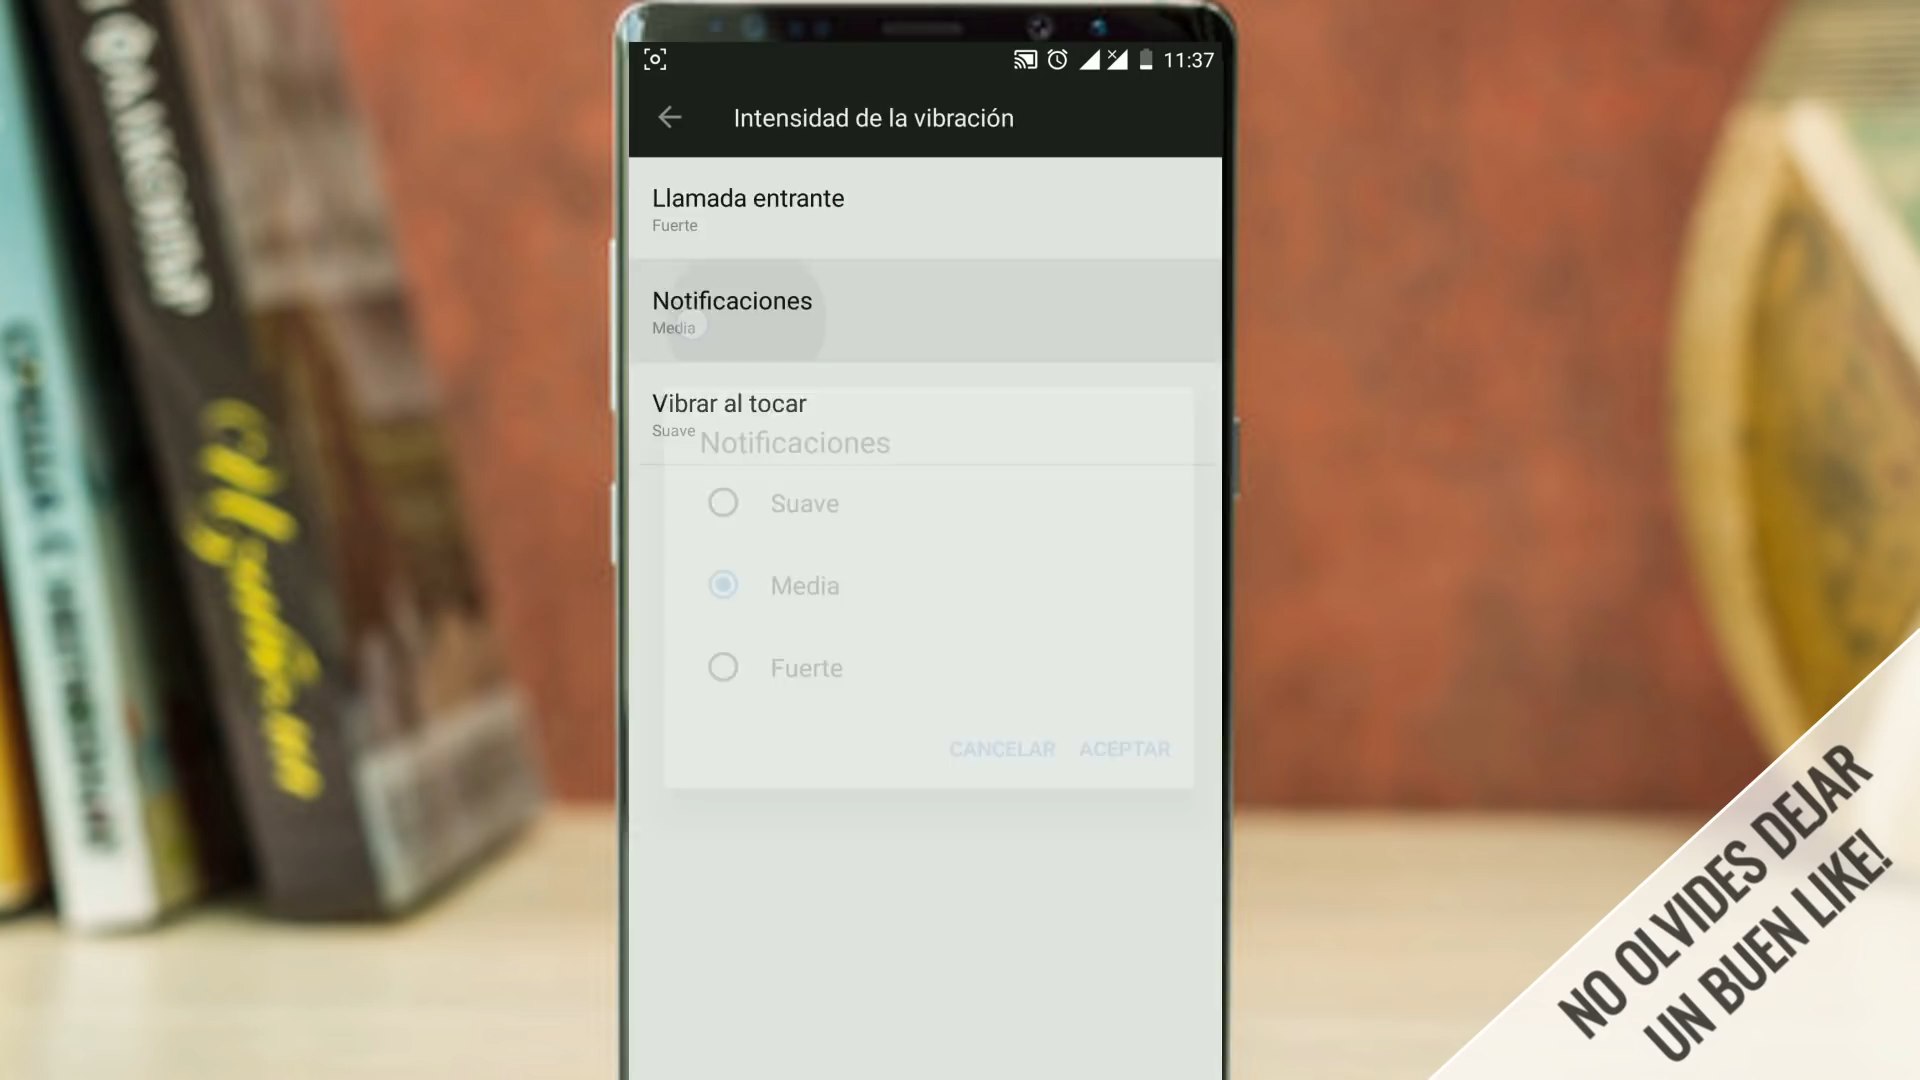 11:37
Intensidad de la vibración
Llamada entrante
Fuerte
Notificaciones
Media
Vibrar al tocar
Suave
Notificaciones
Suave
Media
Fuerte
CANCELAR ACEPTAR
NO OLVIDES DEJAR
UN BUEN LIKE!